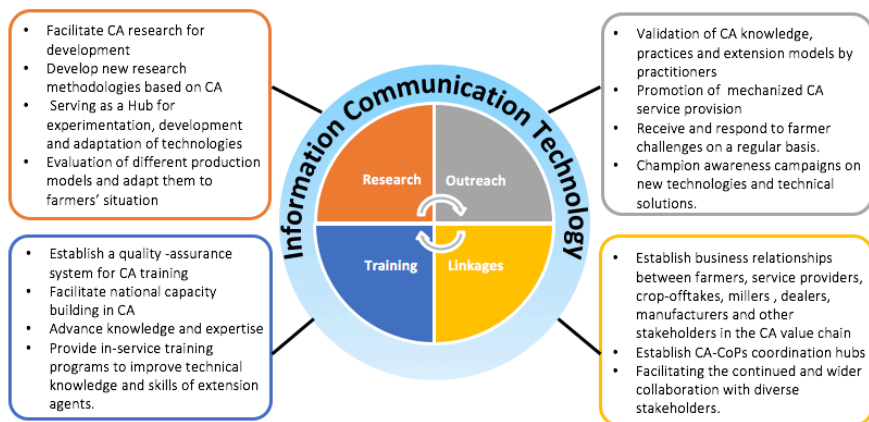 • Facilitate CA research for
development
• Develop new research
methodologies based on CA
• Serving as a Hub for
experimentation, development
and adaptation of technologies
• Evaluation of different production
models and adapt them to
farmers' situation
• Validation of CA knowledge,
practices and extension models by
practitioners
• Promotion of mechanized CA
service provision
• Receive and respond to farmer
challenges on a regular basis.
• Champion awareness campaigns on
new technologies and technical
solutions.
Information Communication Technology
Research
Outreach
Training
Linkages
• Establish a quality -assurance
system for CA training
• Facilitate national capacity
building in CA
• Advance knowledge and expertise
• Provide in-service training
programs to improve technical
knowledge and skills of extension
agents.
• Establish business relationships
between farmers, service providers,
crop-offtakes, millers , dealers,
manufacturers and other
stakeholders in the CA value chain
• Establish CA-CoPs coordination hubs
• Facilitating the continued and wider
collaboration with diverse
stakeholders.